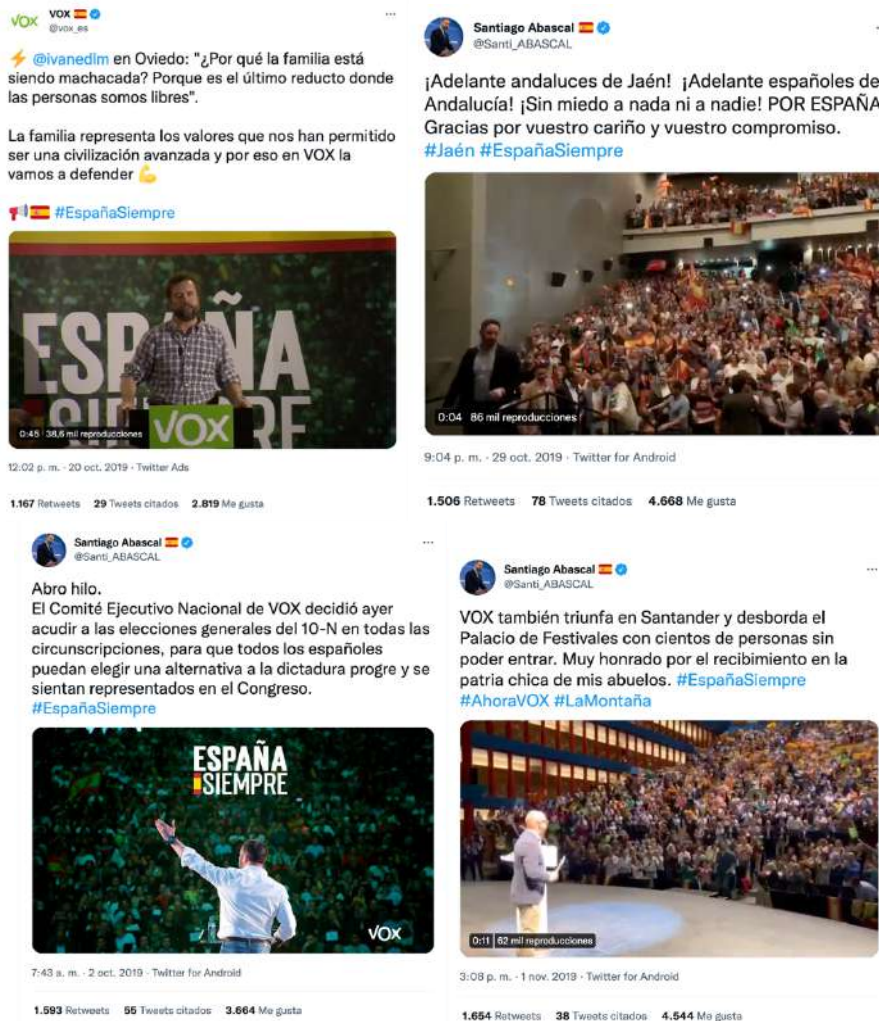 VOX
VOX
@vox_es
@ivanedlm en Oviedo: "¿Por qué la familia está
siendo machacada? Porque es el último reducto donde
las personas somos libres".
La familia representa los valores que nos han permitido
ser una civilización avanzada y por eso en VOX la
vamos a defender
#EspañaSiempre
ESPAÑA
SIEMPRE
VOX
0:45 38,6 mil reproducciones
12:02 p. m. · 20 oct. 2019 · Twitter Ads
1.167 Retweets 29 Tweets citados 2.819 Me gusta
Santiago Abascal
@Santi_ABASCAL
¡Adelante andaluces de Jaén! ¡Adelante españoles de
Andalucía! ¡Sin miedo a nada ni a nadie! POR ESPAÑA
Gracias por vuestro cariño y vuestro compromiso.
#Jaén #EspañaSiempre
0:04 86 mil reproducciones
9:04 p. m. · 29 oct. 2019 · Twitter for Android
1.506 Retweets 78 Tweets citados 4.668 Me gusta
Santiago Abascal
@Santi_ABASCAL
Abro hilo.
El Comité Ejecutivo Nacional de VOX decidió ayer
acudir a las elecciones generales del 10-N en todas las
circunscripciones, para que todos los españoles
puedan elegir una alternativa a la dictadura progre y se
sientan representados en el Congreso.
#EspañaSiempre
ESPAÑA
SIEMPRE
VOX
7:43 a. m. · 2 oct. 2019 · Twitter for Android
1.593 Retweets 55 Tweets citados 3.664 Me gusta
Santiago Abascal
@Santi_ABASCAL
VOX también triunfa en Santander y desborda el
Palacio de Festivales con cientos de personas sin
poder entrar. Muy honrado por el recibimiento en la
patria chica de mis abuelos. #EspañaSiempre
#AhoraVOX #LaMontaña
0:11 62 mil reproducciones
3:08 p. m. · 1 nov. 2019 · Twitter for Android
1.654 Retweets 38 Tweets citados 4.544 Me gusta